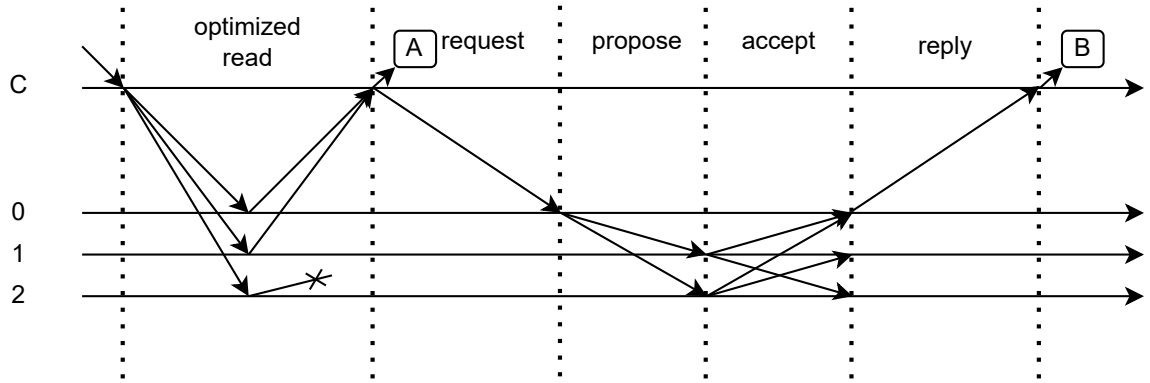 optimized
read
A
request
propose
accept
reply
B
C
0
1
2